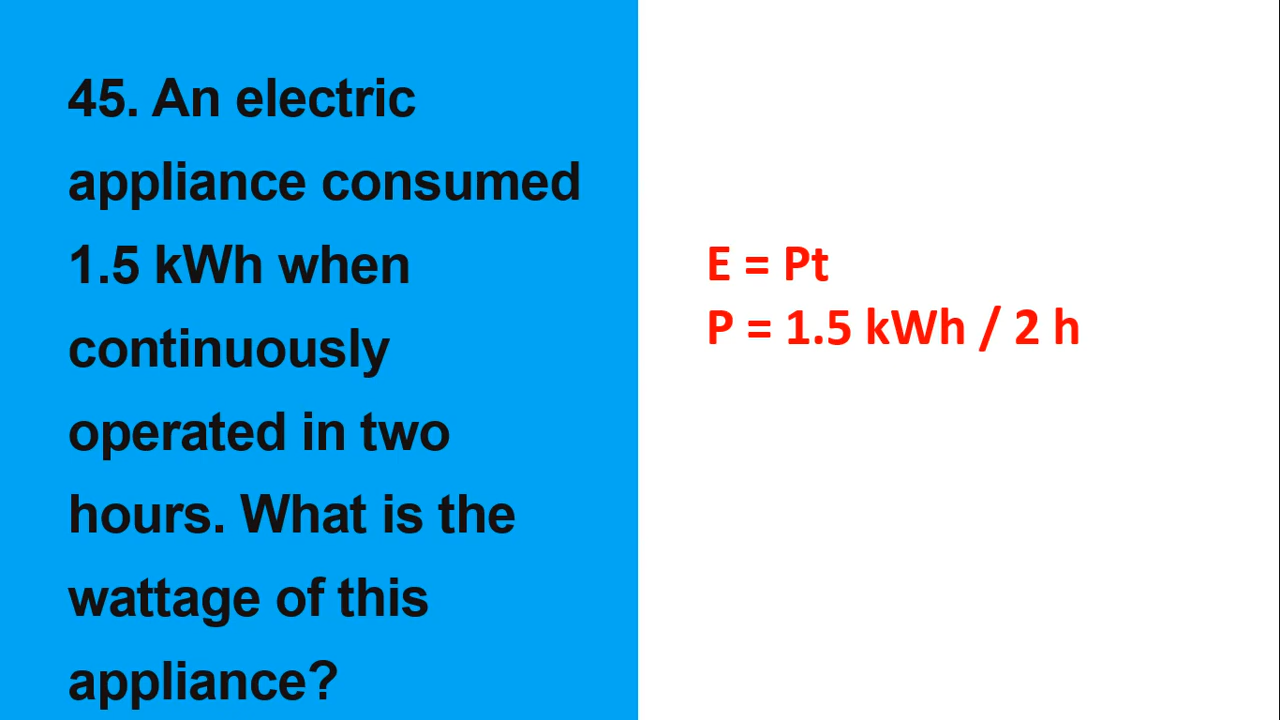 45. An electric
appliance consumed
1.5 kWh when
continuously
operated in two
hours. What is the
wattage of this
appliance?
E = Pt
P = 1.5 kWh / 2 h